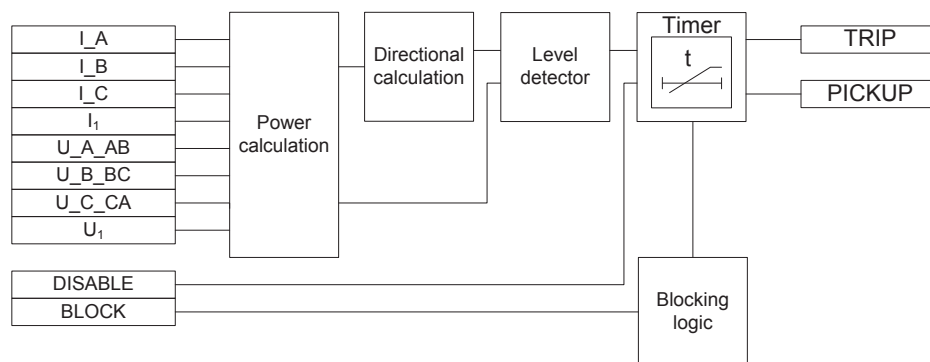 I_A
I_B
I_C
I₁
U_A_AB
U_B_BC
U_C_CA
U₁
DISABLE
BLOCK
Power
calculation
Directional
calculation
Level
detector
Timer
t
Blocking
logic
TRIP
PICKUP